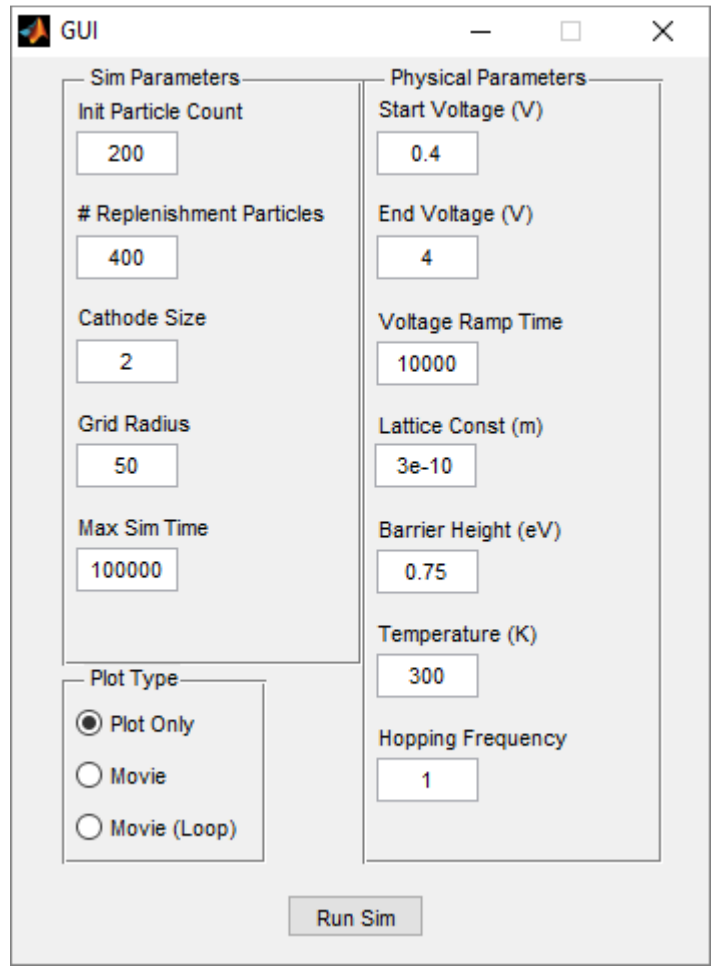 GUI
Sim Parameters
Init Particle Count
200
# Replenishment Particles
400
Cathode Size
2
Grid Radius
50
Max Sim Time
100000
Plot Type
Plot Only
Movie
Movie (Loop)
Physical Parameters
Start Voltage (V)
0.4
End Voltage (V)
4
Voltage Ramp Time
10000
Lattice Const (m)
3e-10
Barrier Height (eV)
0.75
Temperature (K)
300
Hopping Frequency
1
Run Sim